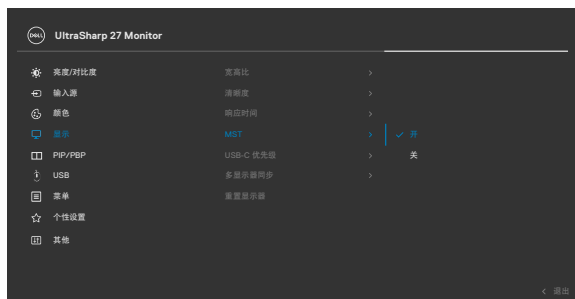 DELL UltraSharp 27 Monitor
亮度/对比度 宽高比
输入源 清晰度
颜色 响应时间
显示 MST 开
PIP/PBP USB-C 优先级 关
USB 多显示器同步
菜单 重置显示器
个性设置
其他
退出